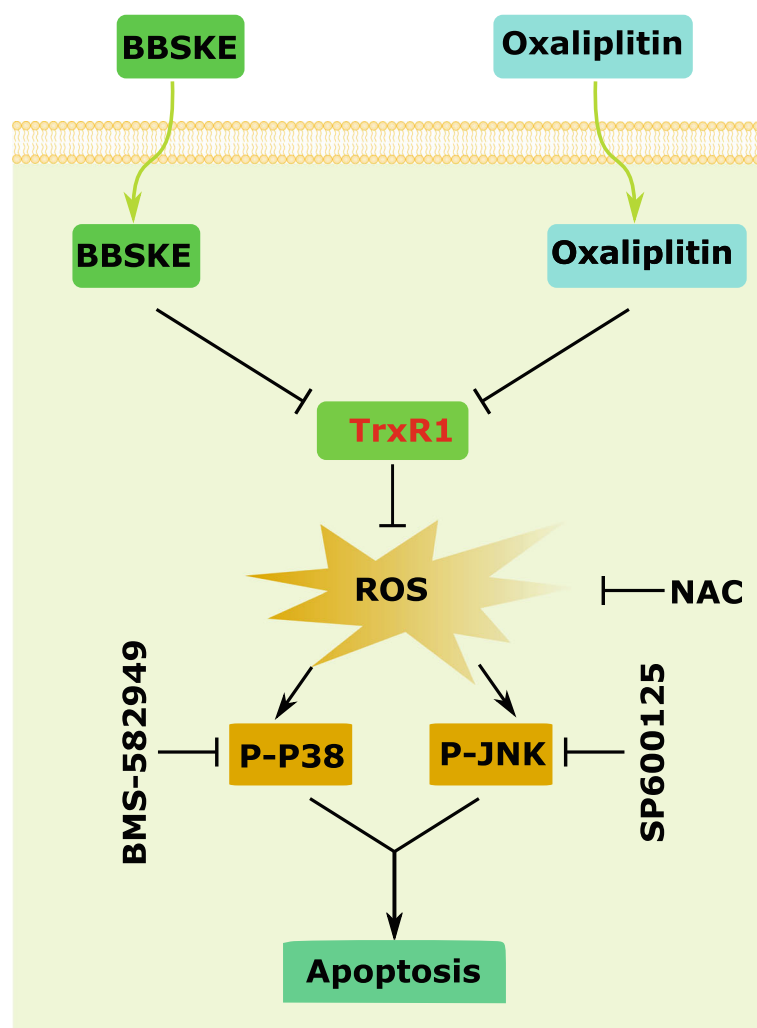 BBSKE
Oxaliplitin
BBSKE
Oxaliplitin
TrxR1
ROS
NAC
BMS-582949
P-P38
P-JNK
SP600125
Apoptosis